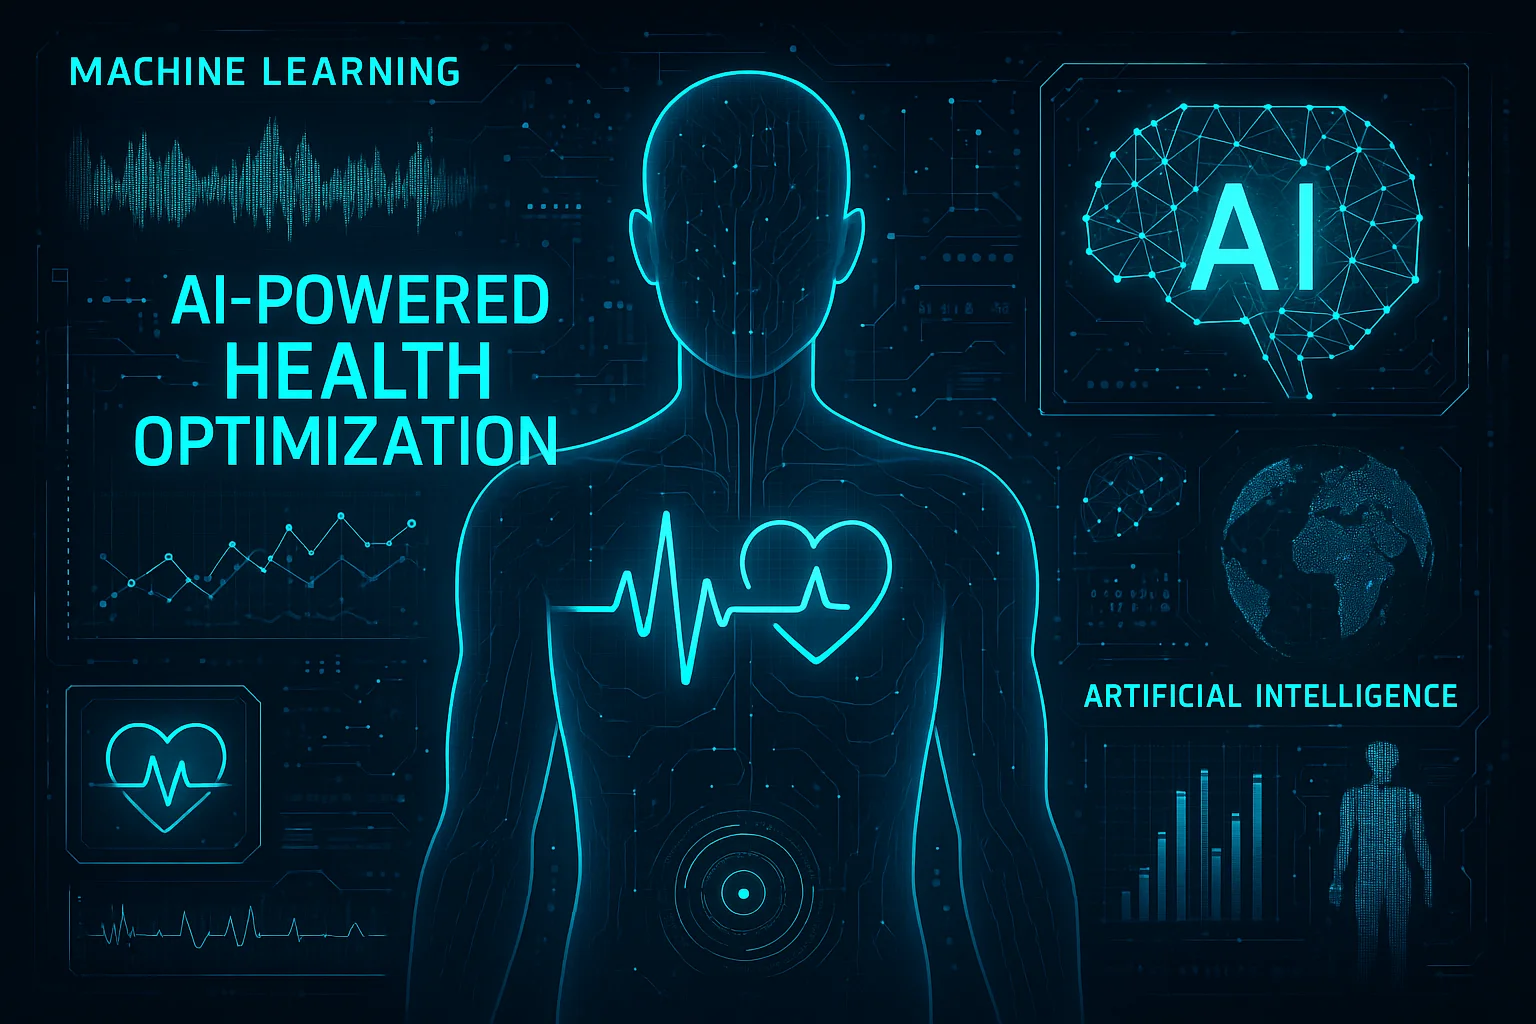 MACHINE LEARNING
AI-POWERED
HEALTH
OPTIMIZATION
AI
ARTIFICIAL INTELLIGENCE